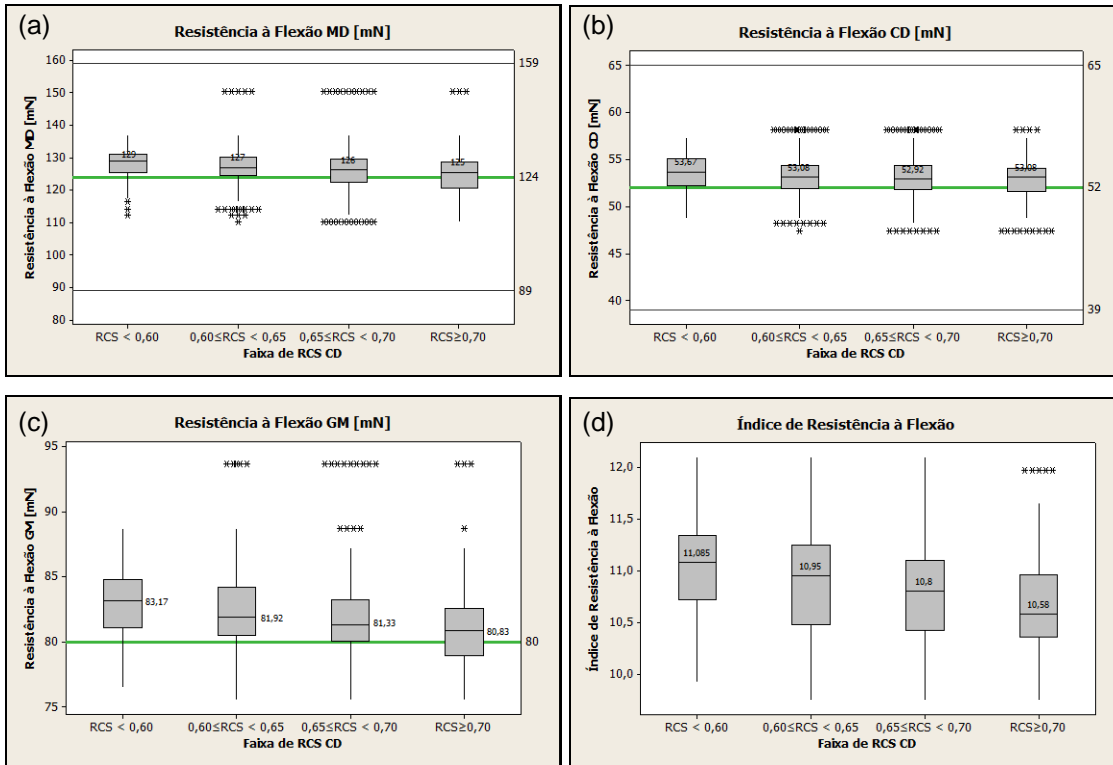 (a)
Resistência à Flexão MD [mN]
Resistência à Flexão MD [mN]
160
150
140
130
120
110
100
90
80
159
124
89
129
127
126
125
RCS < 0,60
0,60≤RCS < 0,65
0,65≤RCS < 0,70
RCS≥0,70
Faixa de RCS CD
(b)
Resistência à Flexão CD [mN]
Resistência à Flexão CD [mN]
65
60
55
50
45
40
65
52
39
53,67
53,08
52,92
53,08
RCS < 0,60
0,60≤RCS < 0,65
0,65≤RCS < 0,70
RCS≥0,70
Faixa de RCS CD
(c)
Resistência à Flexão GM [mN]
Resistência à Flexão GM [mN]
95
90
85
80
75
80
83,17
81,92
81,33
80,83
RCS < 0,60
0,60≤RCS < 0,65
0,65≤RCS < 0,70
RCS≥0,70
Faixa de RCS CD
(d)
Índice de Resistência à Flexão
Índice de Resistência à Flexão
12,0
11,5
11,0
10,5
10,0
11,085
10,95
10,8
10,58
RCS < 0,60
0,60≤RCS < 0,65
0,65≤RCS < 0,70
RCS≥0,70
Faixa de RCS CD